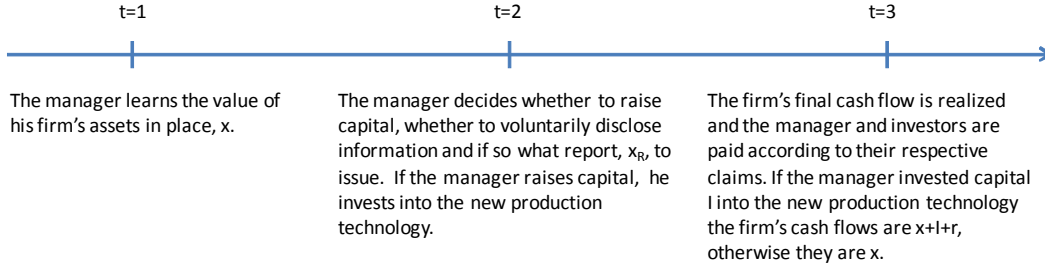 t=1
t=2
t=3
The manager learns the value of
his firm's assets in place, x.
The manager decides whether to raise
capital, whether to voluntarily disclose
information and if so what report, xR, to
issue.  If the manager raises capital,  he
invests into the new production
technology.
The firm's final cash flow is realized
and the manager and investors are
paid according to their respective
claims. If the manager invested capital
I into the new production technology
the firm's cash flows are x+I+r,
otherwise they are x.